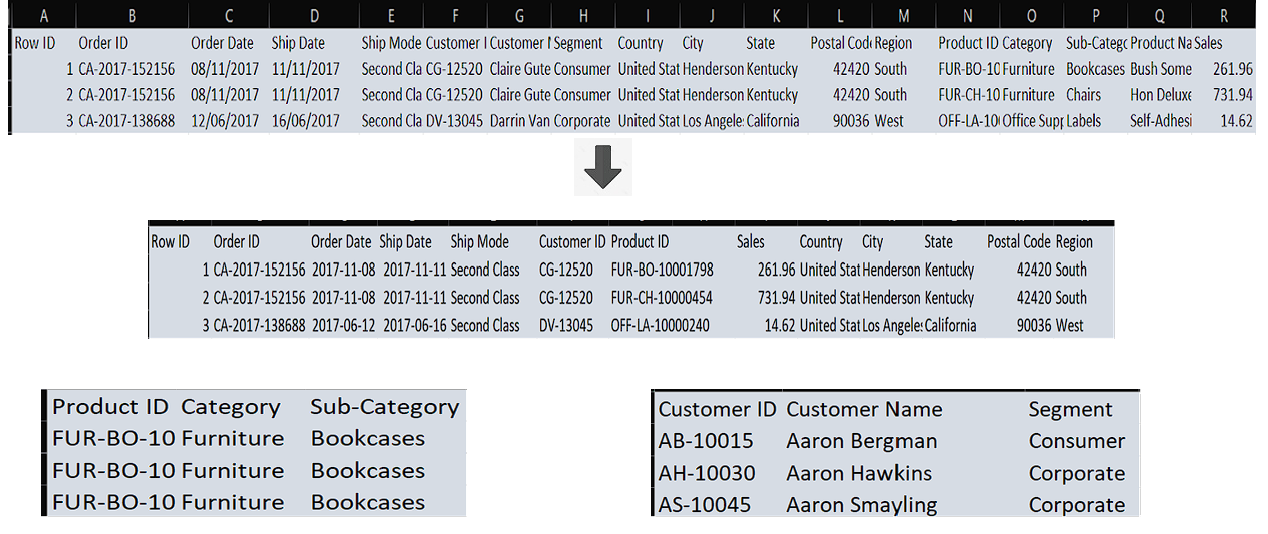 A B C D E F G H I J K L M N O P Q R
Row ID Order ID Order Date Ship Date Ship Mode Customer I Customer N Segment Country City State Postal Code Region Product ID Category Sub-Catego Product Na Sales
1 CA-2017-152156 08/11/2017 11/11/2017 Second Cla CG-12520 Claire Gute Consumer United Stat Henderson Kentucky 42420 South FUR-BO-10 Furniture Bookcases Bush Some 261.96
2 CA-2017-152156 08/11/2017 11/11/2017 Second Cla CG-12520 Claire Gute Consumer United Stat Henderson Kentucky 42420 South FUR-CH-10 Furniture Chairs Hon Deluxe 731.94
3 CA-2017-138688 12/06/2017 16/06/2017 Second Cla DV-13045 Darrin Van Corporate United Stat Los Angele California 90036 West OFF-LA-100 Office Supp Labels Self-Adhesi 14.62
Row ID Order ID Order Date Ship Date Ship Mode Customer ID Product ID Sales Country City State Postal Code Region
1 CA-2017-152156 2017-11-08 2017-11-11 Second Class CG-12520 FUR-BO-10001798 261.96 United Stat Henderson Kentucky 42420 South
2 CA-2017-152156 2017-11-08 2017-11-11 Second Class CG-12520 FUR-CH-10000454 731.94 United Stat Henderson Kentucky 42420 South
3 CA-2017-138688 2017-06-12 2017-06-16 Second Class DV-13045 OFF-LA-10000240 14.62 United Stat Los Angeles California 90036 West
Product ID Category Sub-Category
FUR-BO-10 Furniture Bookcases
FUR-BO-10 Furniture Bookcases
FUR-BO-10 Furniture Bookcases
Customer ID Customer Name Segment
AB-10015 Aaron Bergman Consumer
AH-10030 Aaron Hawkins Corporate
AS-10045 Aaron Smayling Corporate